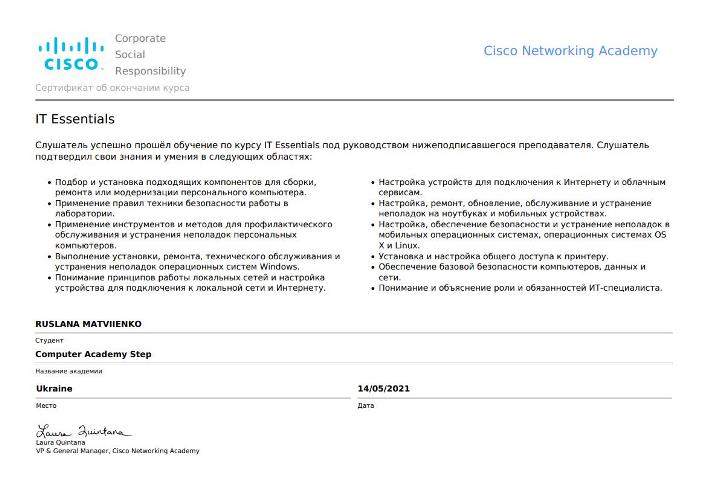 Corporate
Social
Responsibility
CISCO
Cisco Networking Academy
Сертификат об окончании курса
IT Essentials
Слушатель успешно прошёл обучение по курсу IT Essentials под руководством нижеподписавшегося преподавателя. Слушатель
подтвердил свои знания и умения в следующих областях:
• Подбор и установка подходящих компонентов для сборки,
ремонта или модернизации персонального компьютера.
• Применение правил техники безопасности работы в
лаборатории.
• Применение инструментов и методов для профилактического
обслуживания и устранения неполадок персональных
компьютеров.
• Выполнение установки, ремонта, технического обслуживания и
устранения неполадок операционных систем Windows.
• Понимание принципов работы локальных сетей и настройка
устройства для подключения к локальной сети и Интернету.
• Настройка устройств для подключения к Интернету и облачным
сервисам.
• Настройка, ремонт, обновление, обслуживание и устранение
неполадок на ноутбуках и мобильных устройствах.
• Настройка, обеспечение безопасности и устранение неполадок в
мобильных операционных системах, операционных системах OS
X и Linux.
• Установка и настройка общего доступа к принтеру.
• Обеспечение базовой безопасности компьютеров, данных и
сети.
• Понимание и объяснение роли и обязанностей ИТ-специалиста.
RUSLANA MATVIIENKO
Студент
Computer Academy Step
Название академии
Ukraine
14/05/2021
Место
Дата
Laura Quintana
Laura Quintana
VP & General Manager, Cisco Networking Academy